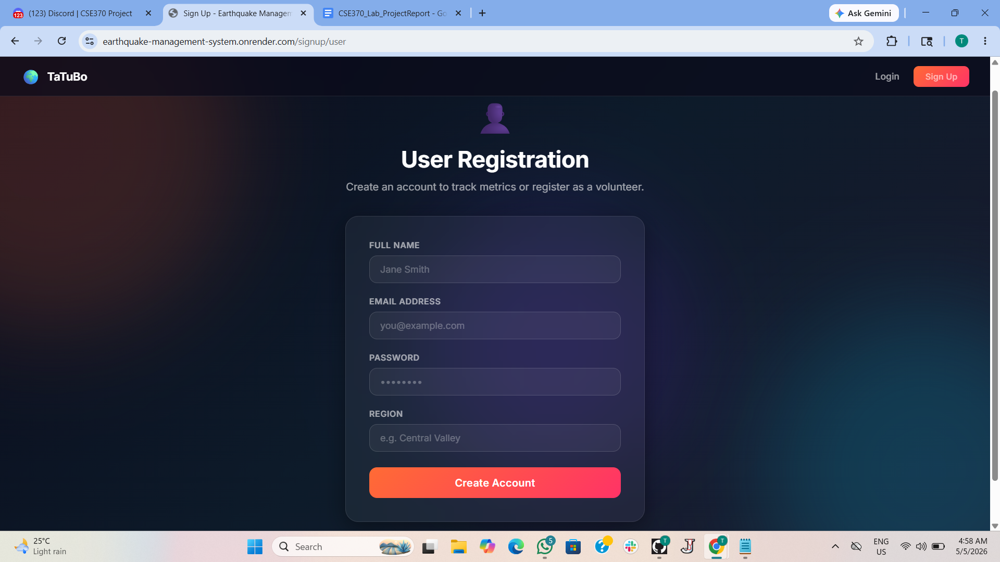 (123) Discord | CSE370 Project
Sign Up - Earthquake Managem
CSE370_Lab_ProjectReport - Go
Ask Gemini
earthquake-management-system.onrender.com/signup/user
T
TaTuBo
Login
Sign Up
User Registration
Create an account to track metrics or register as a volunteer.
FULL NAME
Jane Smith
EMAIL ADDRESS
you@example.com
PASSWORD
••••••••
REGION
e.g. Central Valley
Create Account
25°C
Light rain
Search
5
T
T
ENG
US
4:58 AM
5/5/2026